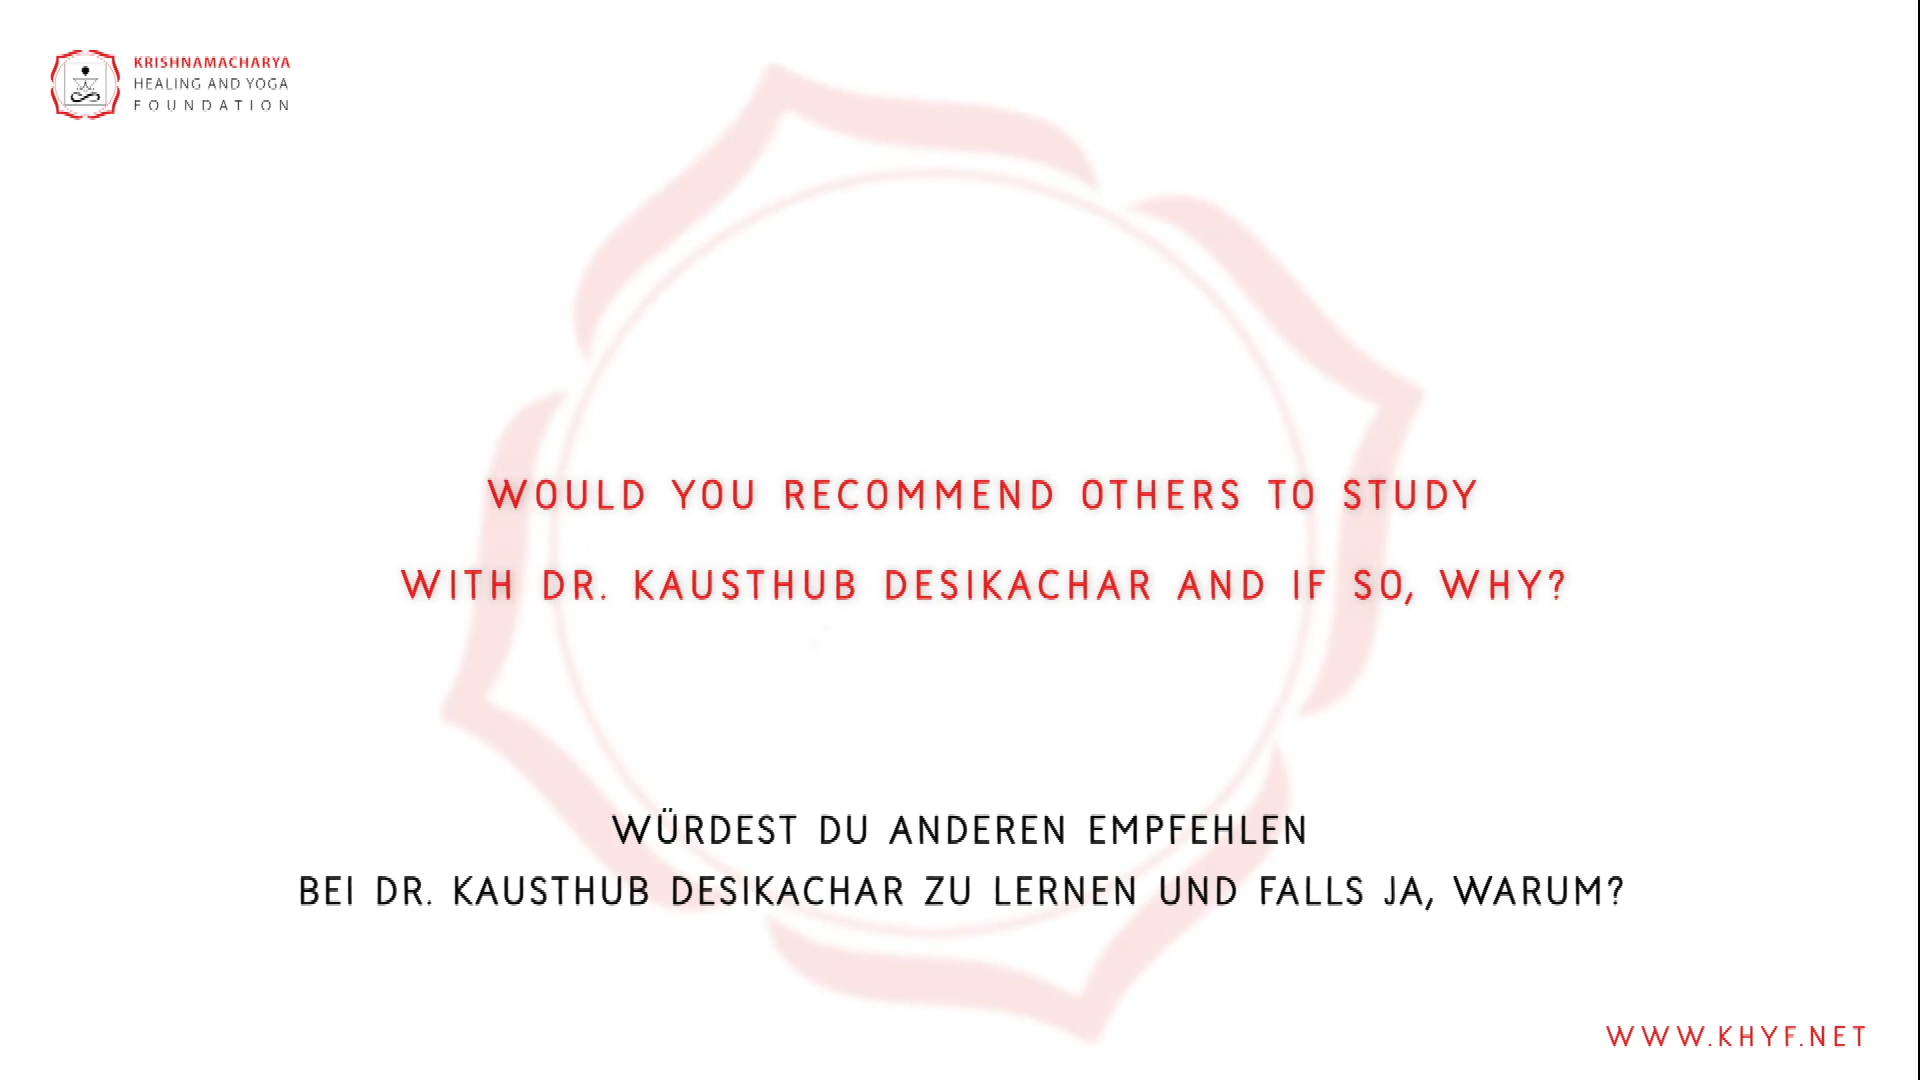 KRISHNAMACHARYA
HEALING AND YOGA
FOUNDATION
WOULD YOU RECOMMEND OTHERS TO STUDY
WITH DR. KAUSTHUB DESIKACHAR AND IF SO, WHY?
WÜRDEST DU ANDEREN EMPFEHLEN
BEI DR. KAUSTHUB DESIKACHAR ZU LERNEN UND FALLS JA, WARUM?
WWW.KHYF.NET